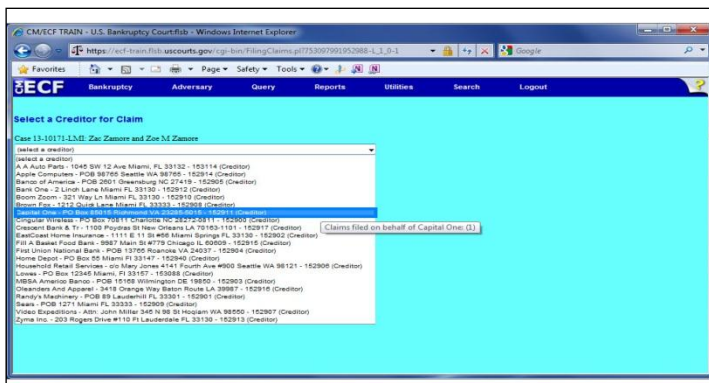 CM/ECF TRAIN - U.S. Bankruptcy Court:flsb - Windows Internet Explorer
https://ecf-train.flsb.uscourts.gov/cgi-bin/FilingClaims.pl?753097991952988-L_1_0-1
Google
Favorites Page Safety Tools
ECF Bankruptcy Adversary Query Reports Utilities Search Logout ?
Select a Creditor for Claim
Case 13-10171-LMI: Zac Zamore and Zoe M Zamore
(select a creditor)
(select a creditor)
A A Auto Parts - 1045 SW 12 Ave Miami, FL 33132 - 153114 (Creditor)
Apple Computers - POB 98765 Seattle WA 98765 - 152914 (Creditor)
Banco of America - POB 2601 Greensburg NC 27419 - 152905 (Creditor)
Bank One - 2 Linch Lane Miami FL 33130 - 152912 (Creditor)
Boom Zoom - 321 Way Ln Miami FL 33130 - 152910 (Creditor)
Brown Fox - 1212 Quick Lane Miami FL 33333 - 152908 (Creditor)
Capital One - PO Box 85015 Richmond VA 23285-5015 - 152911 (Creditor)
Cingular Wireless - PO Box 70811 Charlotte NC 28272-0811 - 152900 (Creditor)
Crescent Bank & Tr - 1100 Poydras St New Orleans LA 70163-1101 - 152917 (Creditor)
Claims filed on behalf of Capital One: (1)
EastCoast Home Insurance - 1111 E 11 St #66 Miami Springs FL 33130 - 152902 (Creditor)
Fill A Basket Food Bank - 9987 Main St #779 Chicago IL 60609 - 152915 (Creditor)
First Union National Bank - POB 13765 Roanoke VA 24037 - 152904 (Creditor)
Home Depot - PO Box 55 Miami Fl 33147 - 152940 (Creditor)
Household Retail Services - c/o Mary Jones 4141 Fourth Ave #900 Seattle WA 98121 - 152906 (Creditor)
Lowes - PO Box 12345 Miami, Fl 33157 - 153088 (Creditor)
MBSA Americo Banco - POB 15168 Wilmington DE 19850 - 152903 (Creditor)
Oleanders And Apparel - 3418 Orange Way Baton Route LA 39987 - 152916 (Creditor)
Randy's Machinery - POB 89 Lauderhill FL 33301 - 152901 (Creditor)
Sears - POB 1271 Miami FL 33333 - 152909 (Creditor)
Video Expeditions - Attn: John Miller 346 N 98 St Hoqiam WA 98550 - 152907 (Creditor)
Zyma Inc. - 203 Rogers Drive #110 Ft Lauderdale FL 33130 - 152913 (Creditor)